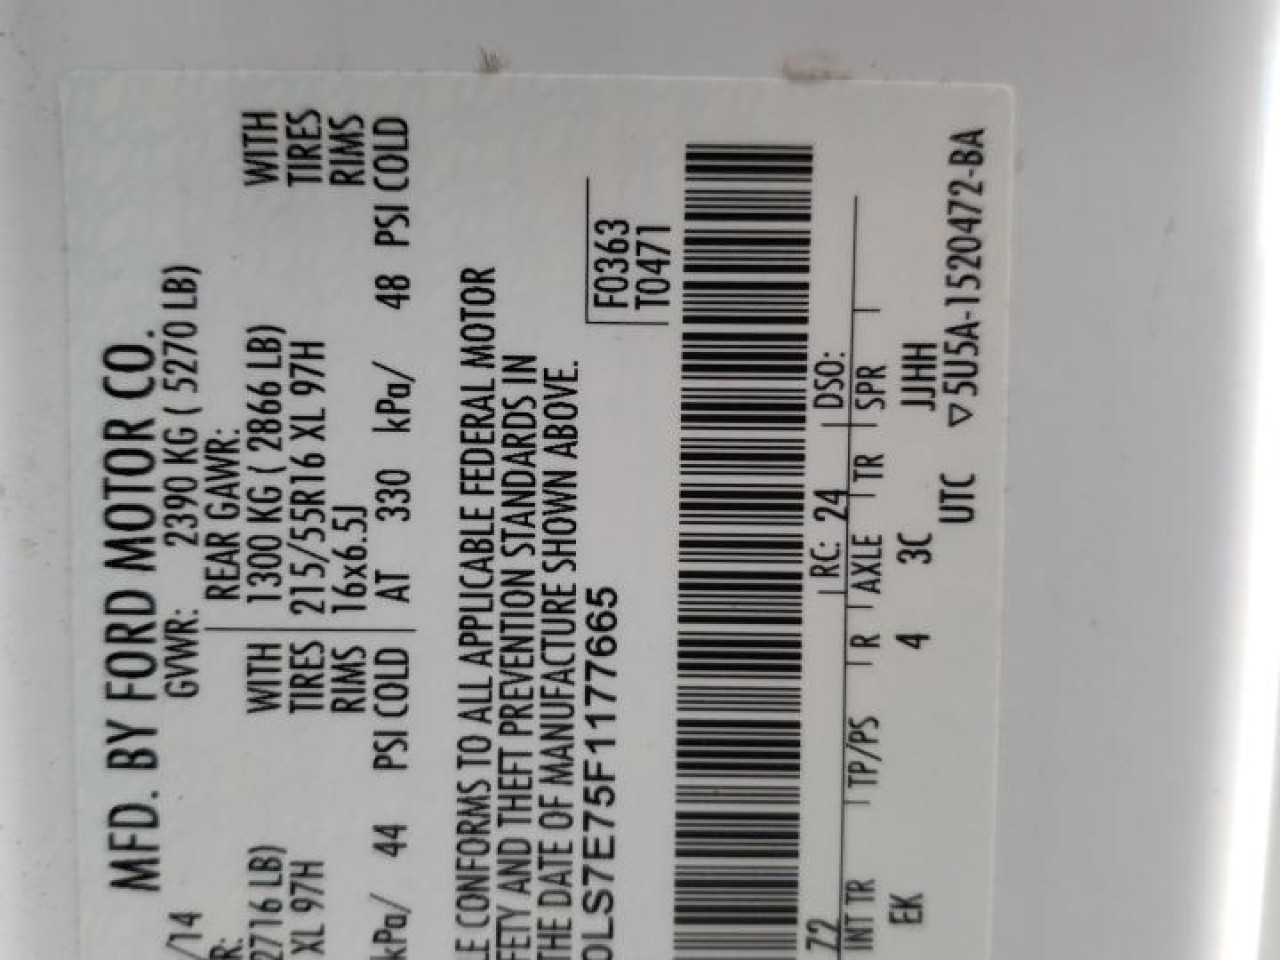 MFD. BY FORD MOTOR CO.
/14 GVWR: 2390 KG ( 5270 LB)
R: REAR GAWR:
2716 LB) WITH 1300 KG ( 2866 LB) WITH
XL 97H TIRES 215/55R16 XL 97H TIRES
RIMS 16x6.5J RIMS
kPa/ 44 PSI COLD AT 330 kPa/ 48 PSI COLD
LE CONFORMS TO ALL APPLICABLE FEDERAL MOTOR
FETY AND THEFT PREVENTION STANDARDS IN
THE DATE OF MANUFACTURE SHOWN ABOVE.
0LS7E75F1177665
F0363
T0471
72 RC: 24 DSO:
INT TR TP/PS R AXLE TR SPR
EK 4 3C JJHH
UTC ▽5U5A-1520472-BA